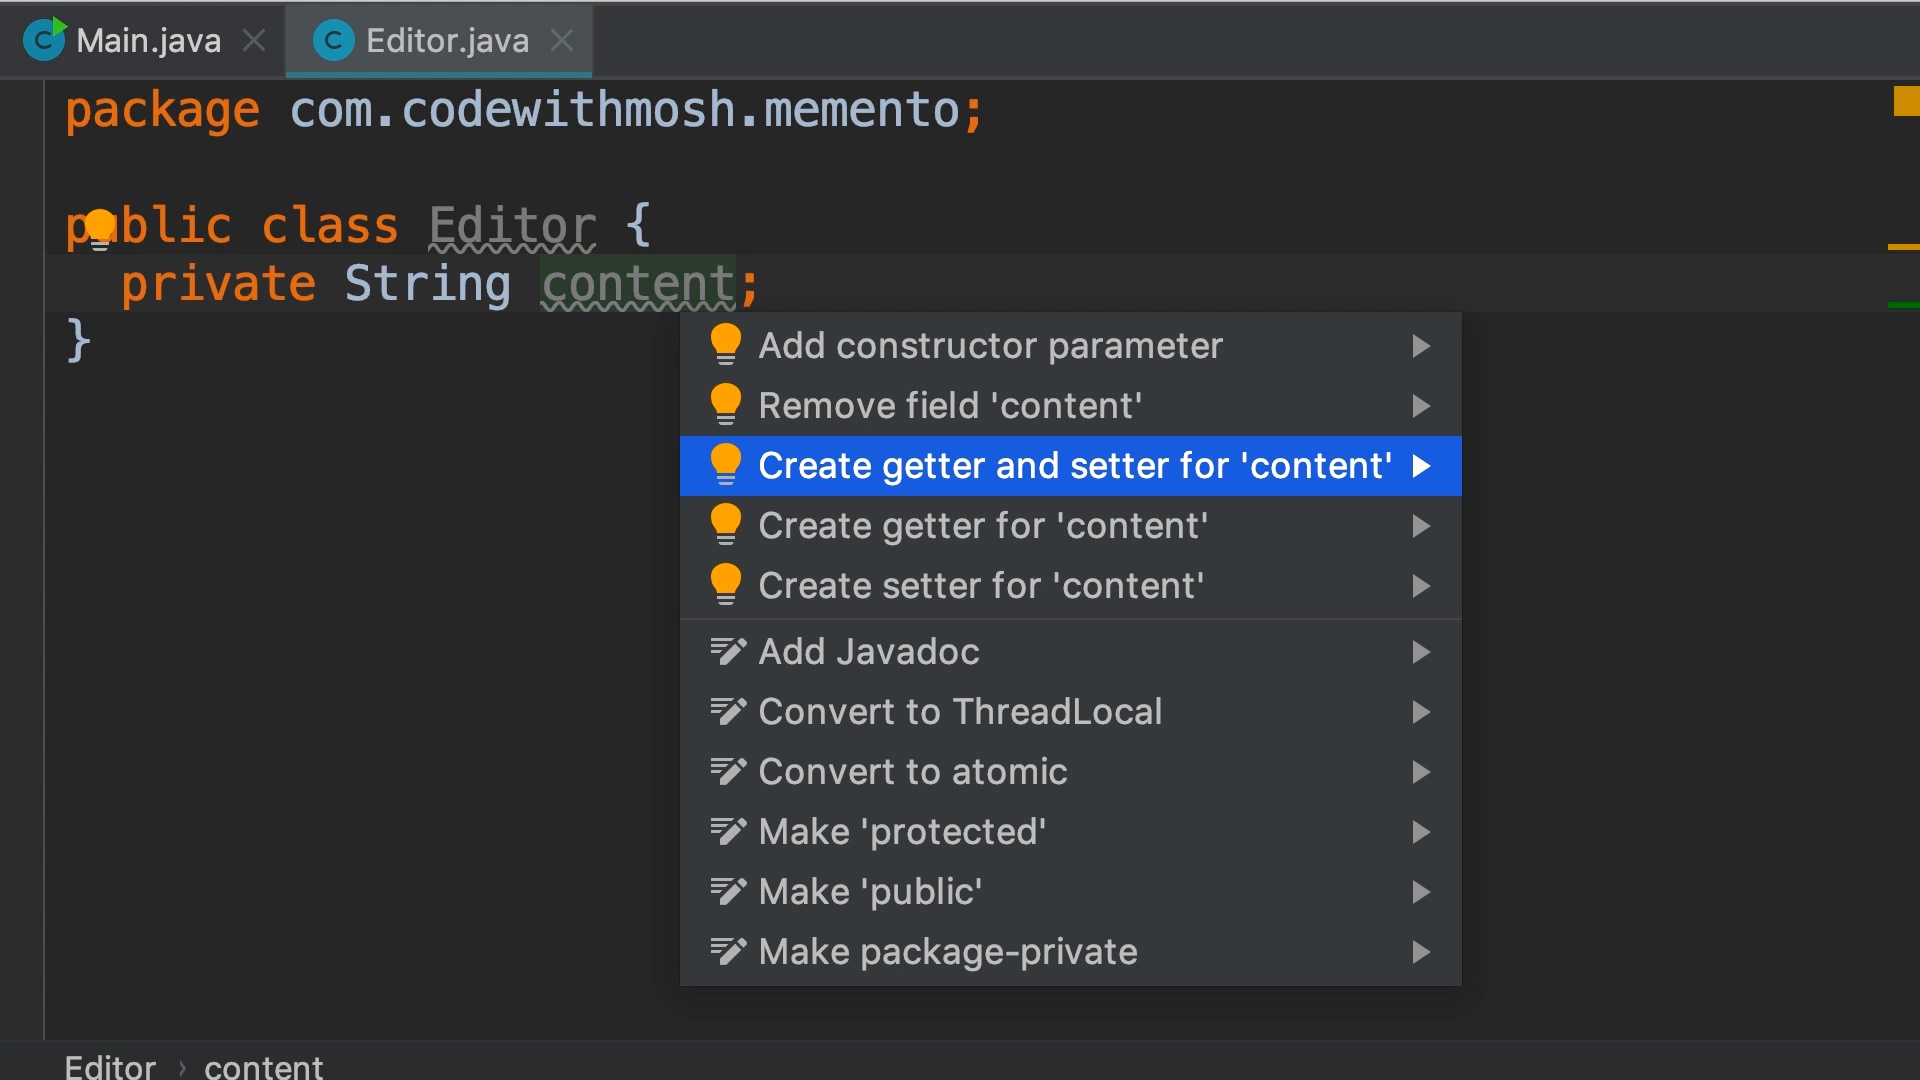 Main.java
Editor.java
package com.codewithmosh.memento;
public class Editor {
private String content;
}
Add constructor parameter
Remove field 'content'
Create getter and setter for 'content'
Create getter for 'content'
Create setter for 'content'
Add Javadoc
Convert to ThreadLocal
Convert to atomic
Make 'protected'
Make 'public'
Make package-private
Editor › content